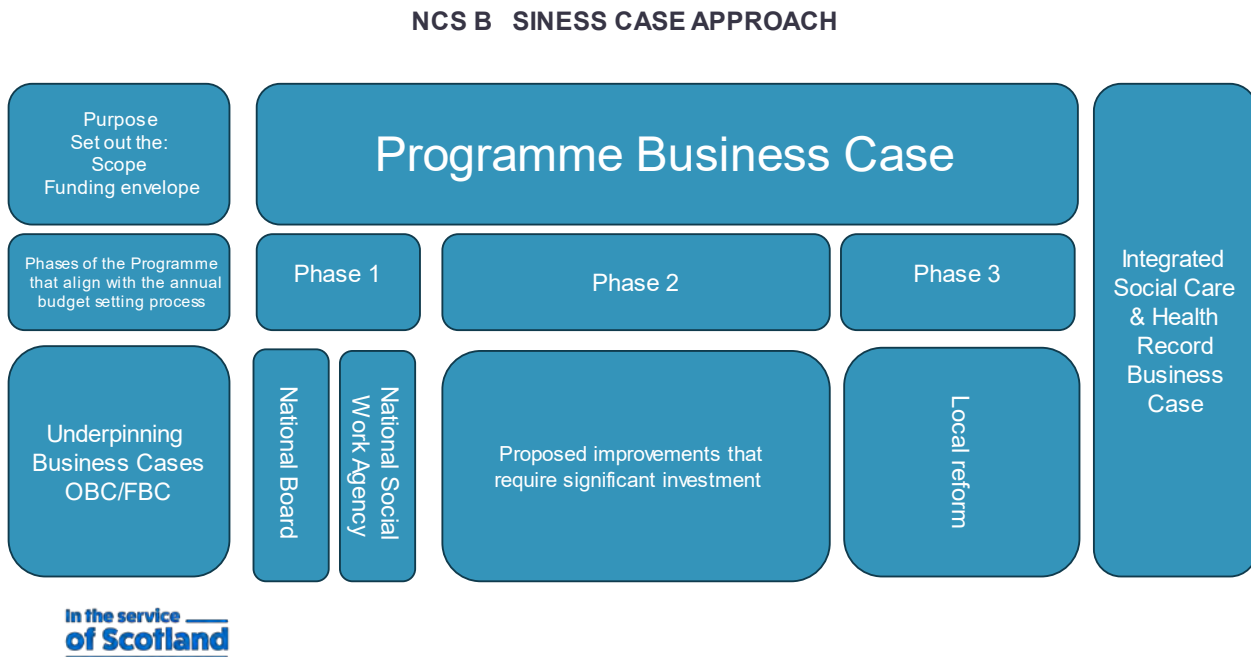 NCS B SINESS CASE APPROACH
Purpose
Set out the:
Scope
Funding envelope
Programme Business Case
Phases of the Programme
that align with the annual
budget setting process
Phase 1
Phase 2
Phase 3
Integrated
Social Care
& Health
Record
Business
Case
Underpinning
Business Cases
OBC/FBC
National Board
National Social
Work Agency
Proposed improvements that
require significant investment
Local reform
In the service
of Scotland